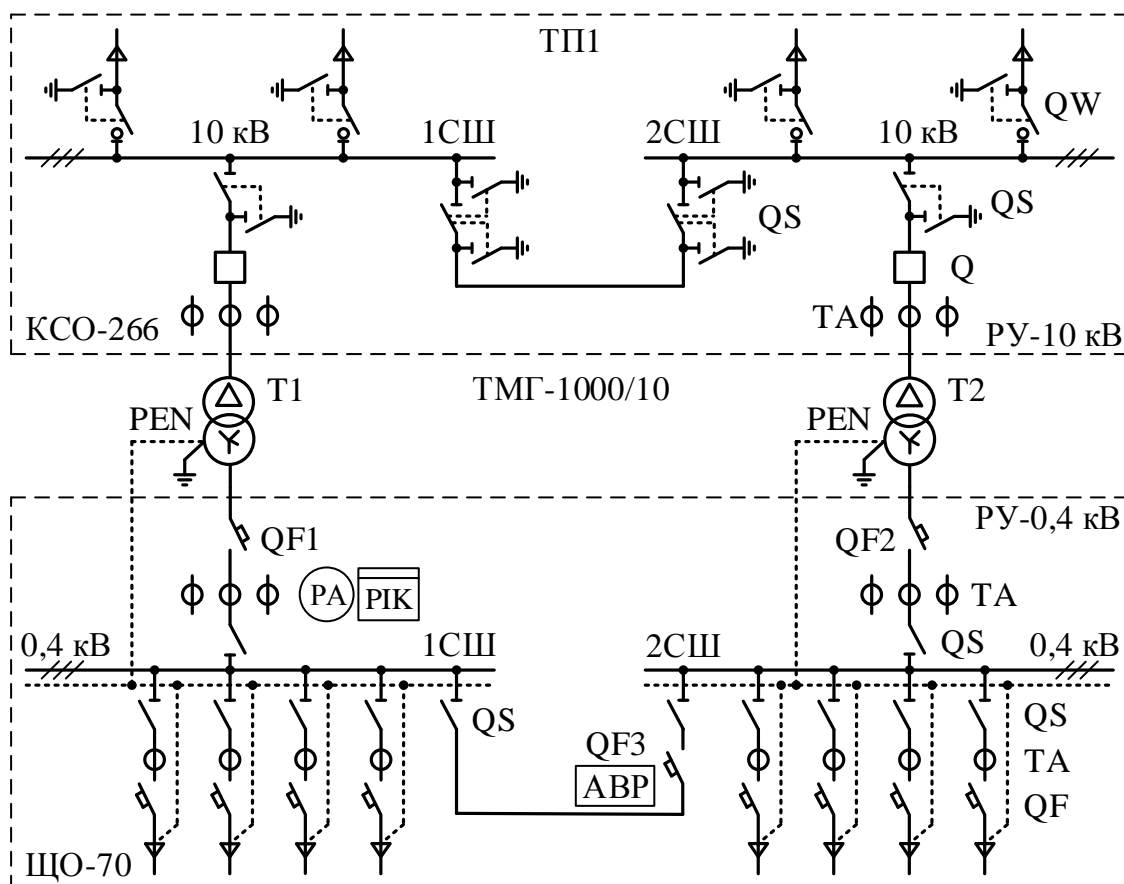 ТП1
QW
10 кВ
1СШ
2СШ
10 кВ
QS
QS
Q
КСО-266
TA
РУ-10 кВ
Т1
ТМГ-1000/10
Т2
PEN
PEN
РУ-0,4 кВ
QF1
QF2
PA
PIK
TA
0,4 кВ
1СШ
2СШ
QS
0,4 кВ
QS
QF3
QS
TA
АВР
QF
ЩО-70